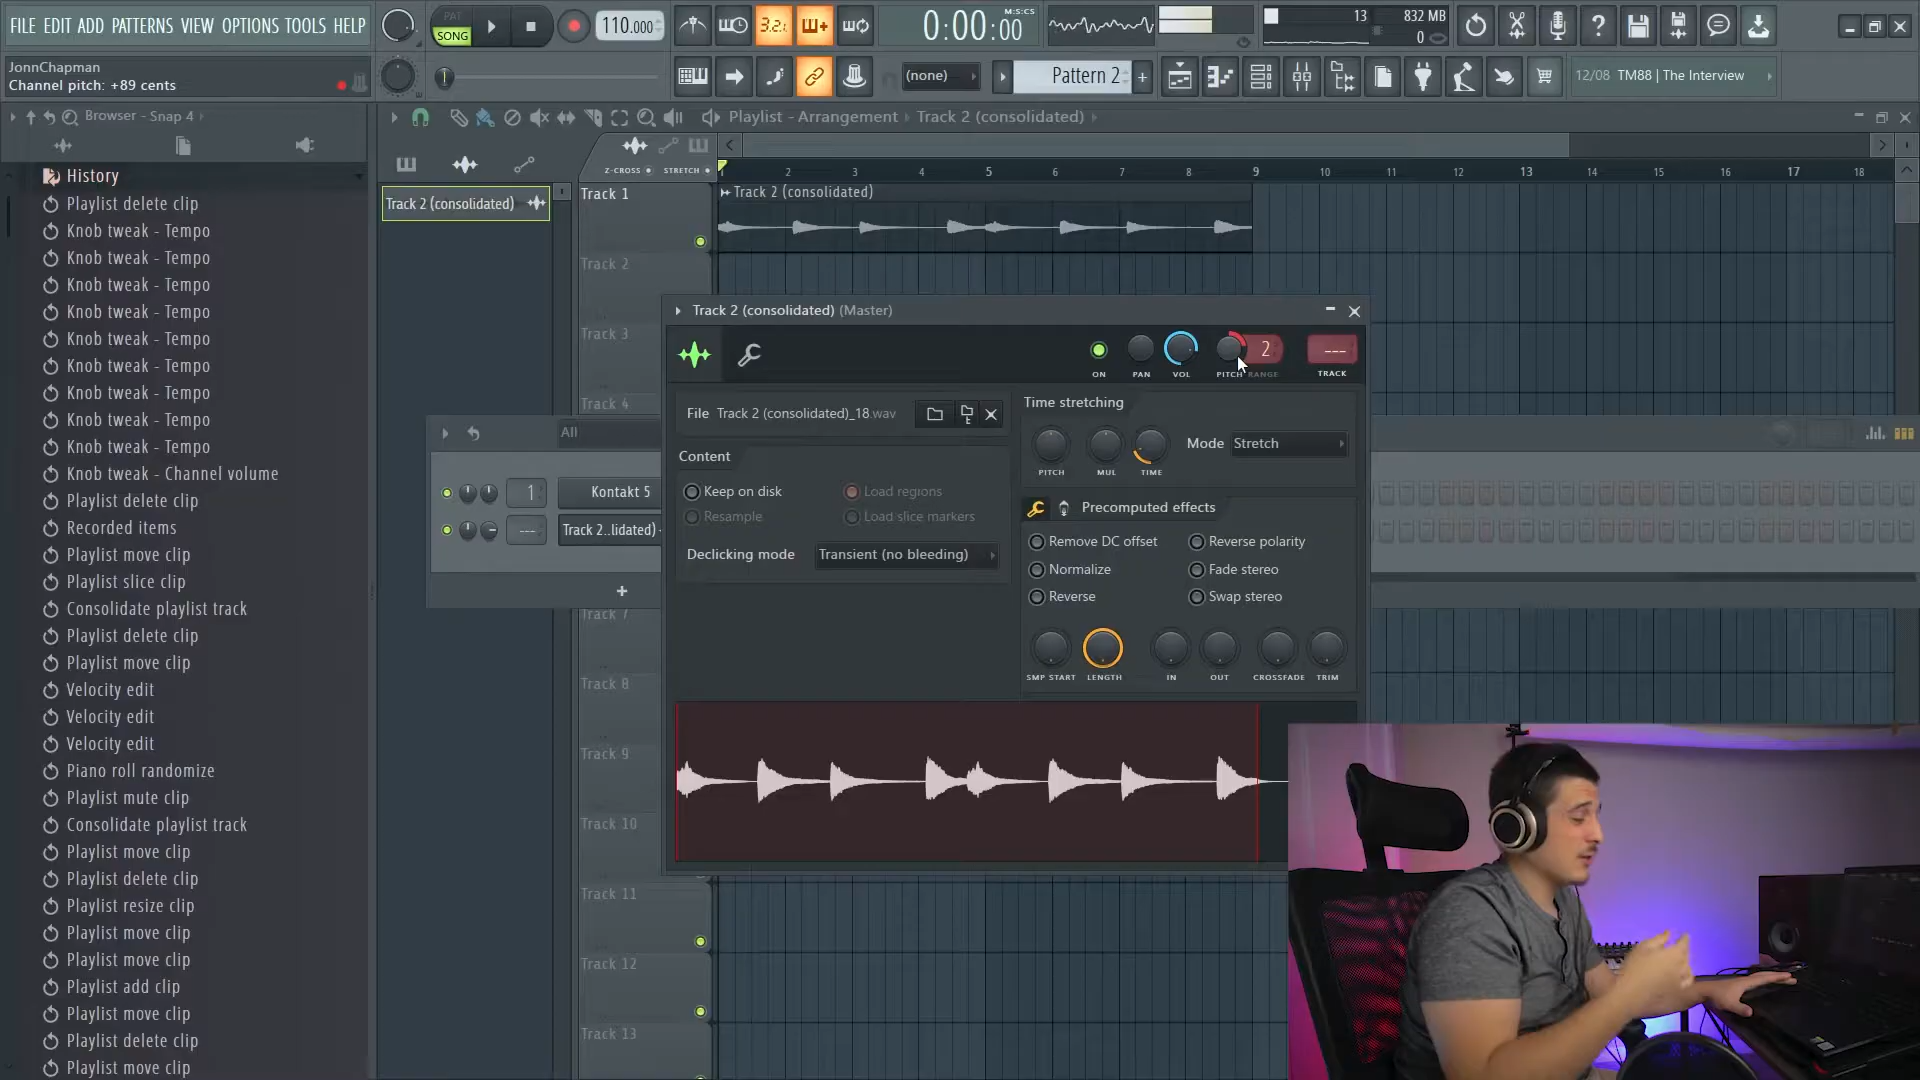 FILE EDIT ADD PATTERNS VIEW OPTIONS TOOLS HELP
PAT
SONG
110.000
3.2.
0:00:00
M:S:CS
13
832 MB
0
JonnChapman
Channel pitch: +89 cents
(none)
Pattern 2
12/08 TM88 | The Interview
Browser - Snap 4
Playlist - Arrangement
Track 2 (consolidated)
History
Playlist delete clip
Knob tweak - Tempo
Knob tweak - Tempo
Knob tweak - Tempo
Knob tweak - Tempo
Knob tweak - Tempo
Knob tweak - Tempo
Knob tweak - Tempo
Knob tweak - Tempo
Knob tweak - Tempo
Knob tweak - Channel volume
Playlist delete clip
Recorded items
Playlist move clip
Playlist slice clip
Consolidate playlist track
Playlist delete clip
Playlist move clip
Velocity edit
Velocity edit
Velocity edit
Piano roll randomize
Playlist mute clip
Consolidate playlist track
Playlist move clip
Playlist delete clip
Playlist resize clip
Playlist move clip
Playlist move clip
Playlist add clip
Playlist move clip
Playlist delete clip
Playlist move clip
Track 2 (consolidated)
Z-CROSS
STRETCH
2 3 4 5 6 7 8 9 10 11 12 13 14 15 16 17 18
Track 1
Track 2 (consolidated)
Track 2
Track 3
Track 4
Track 7
Track 8
Track 9
Track 10
Track 11
Track 12
Track 13
All
1
Kontakt 5
---
Track 2..lidated)
+
Track 2 (consolidated) (Master)
2
---
ON
PAN
VOL
PITCH
RANGE
TRACK
File
Track 2 (consolidated)_18.wav
Content
Keep on disk
Load regions
Resample
Load slice markers
Declicking mode
Transient (no bleeding)
Time stretching
PITCH
MUL
TIME
Mode
Stretch
Precomputed effects
Remove DC offset
Reverse polarity
Normalize
Fade stereo
Reverse
Swap stereo
SMP START
LENGTH
IN
OUT
CROSSFADE
TRIM